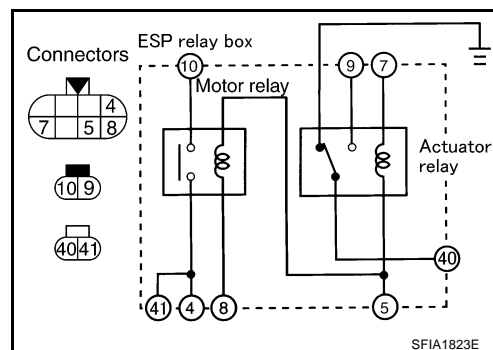 Connectors
ESP relay box
4
7 5 8
10 9
40 41
10
9
7
Motor relay
Actuator
relay
40
41
4
8
5
SFIA1823E